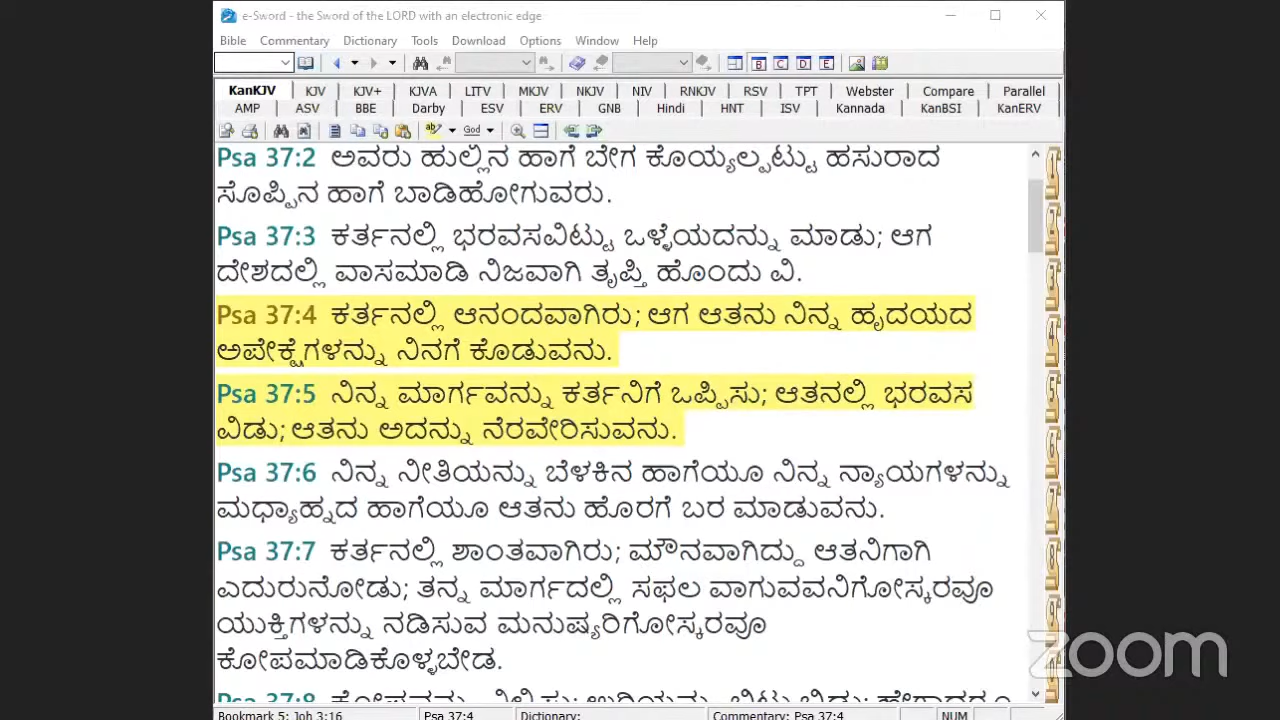 e-Sword - the Sword of the LORD with an electronic edge
Bible Commentary Dictionary Tools Download Options Window Help
KanKJV KJV KJV+ KJVA LITV MKJV NKJV NIV RNKJV RSV TPT Webster Compare Parallel
AMP ASV BBE Darby ESV ERV GNB Hindi HNT ISV Kannada KanBSI KanERV
Psa 37:2 ಅವರು ಹುಲ್ಲಿನ ಹಾಗೆ ಬೇಗ ಕೊಯ್ಯಲ್ಪಟ್ಟು ಹಸುರಾದ
ಸೊಪ್ಪಿನ ಹಾಗೆ ಬಾಡಿಹೋಗುವರು.
Psa 37:3 ಕರ್ತನಲ್ಲಿ ಭರವಸವಿಟ್ಟು ಒಳ್ಳೆಯದನ್ನು ಮಾಡು; ಆಗ
ದೇಶದಲ್ಲಿ ವಾಸಮಾಡಿ ನಿಜವಾಗಿ ತೃಪ್ತಿ ಹೊಂದು ವಿ.
Psa 37:4 ಕರ್ತನಲ್ಲಿ ಆನಂದವಾಗಿರು; ಆಗ ಆತನು ನಿನ್ನ ಹೃದಯದ
ಅಪೇಕ್ಷೆಗಳನ್ನು ನಿನಗೆ ಕೊಡುವನು.
Psa 37:5 ನಿನ್ನ ಮಾರ್ಗವನ್ನು ಕರ್ತನಿಗೆ ಒಪ್ಪಿಸು; ಆತನಲ್ಲಿ ಭರವಸ
ವಿಡು; ಆತನು ಅದನ್ನು ನೆರವೇರಿಸುವನು.
Psa 37:6 ನಿನ್ನ ನೀತಿಯನ್ನು ಬೆಳಕಿನ ಹಾಗೆಯೂ ನಿನ್ನ ನ್ಯಾಯಗಳನ್ನು
ಮಧ್ಯಾಹ್ನದ ಹಾಗೆಯೂ ಆತನು ಹೊರಗೆ ಬರ ಮಾಡುವನು.
Psa 37:7 ಕರ್ತನಲ್ಲಿ ಶಾಂತವಾಗಿರು; ಮೌನವಾಗಿದ್ದು ಆತನಿಗಾಗಿ
ಎದುರುನೋಡು; ತನ್ನ ಮಾರ್ಗದಲ್ಲಿ ಸಫಲ ವಾಗುವವನಿಗೋಸ್ಕರವೂ
ಯುಕ್ತಿಗಳನ್ನು ನಡಿಸುವ ಮನುಷ್ಯರಿಗೋಸ್ಕರವೂ
ಕೋಪಮಾಡಿಕೊಳ್ಳಬೇಡ.
Psa 37:8
zoom
Bookmark 5: Joh 3:16 Psa 37:4 Dictionary: Commentary: Psa 37:4 NUM